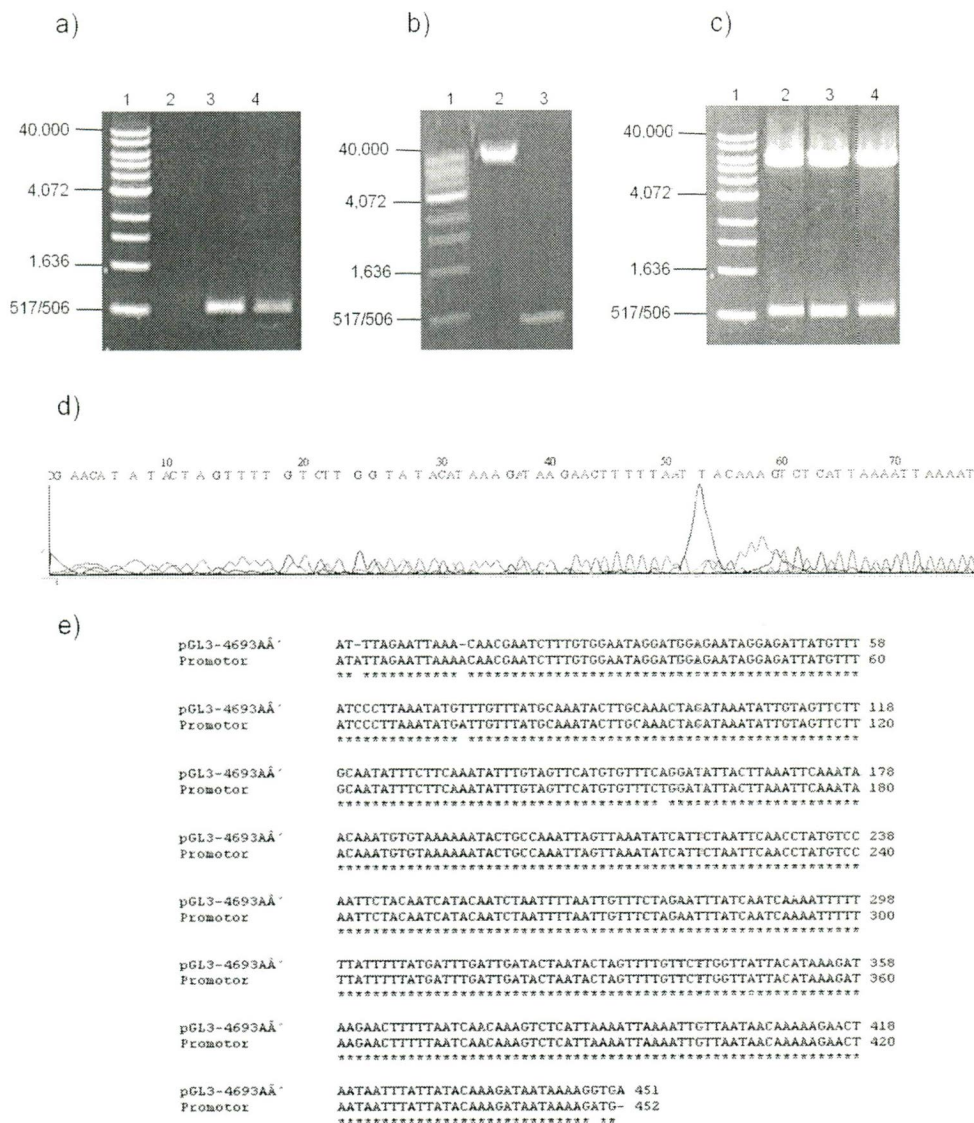 a)
b)
c)
1 2 3 4
40.000
4.072
1.636
517/506
1 2 3
40.000
4,072
1.636
517/506
1 2 3 4
40.000
4.072
1.636
517/506
d)
10 20 30 40 50 60 70
e)
pGL3-4693AÂ´ AT-TTAGAATTAAA-CAACGAATCTTTGTGGAATAGGATGGAGAATAGGAGATTATGTTT 58
Promotor ATATTAGAATTAAAACAACGAATCTTTGTGGAATAGGATGGAGAATAGGAGATTATGTTT 60
** *********** *********************************************
pGL3-4693AÂ´ ATCCCTTAAATATGTTTGTTTATGCAAATACTTGCAAACTAGATAAATATTGTAGTTCTT 118
Promotor ATCCCTTAAATATGATTGTTTATGCAAATACTTGCAAACTAGATAAATATTGTAGTTCTT 120
************** *********************************************
pGL3-4693AÂ´ GCAATATTTCTTCAAATATTTGTAGTTCATGTGTTTCAGGATATTACTTAAATTCAAATA 178
Promotor GCAATATTTCTTCAAATATTTGTAGTTCATGTGTTTCTGGATATTACTTAAATTCAAATA 180
************************************* **********************
pGL3-4693AÂ´ ACAAATGTGTAAAAAATACTGCCAAATTAGTTAAATATCATTCTAATTCAACCTATGTCC 238
Promotor ACAAATGTGTAAAAAATACTGCCAAATTAGTTAAATATCATTCTAATTCAACCTATGTCC 240
************************************************************
pGL3-4693AÂ´ AATTCTACAATCATACAATCTAATTTTAATTGTTTCTAGAATTTATCAATCAAAATTTTT 298
Promotor AATTCTACAATCATACAATCTAATTTTAATTGTTTCTAGAATTTATCAATCAAAATTTTT 300
************************************************************
pGL3-4693AÂ´ TTATTTTTATGATTTGATTGATACTAATACTAGTTTTGTTCTTGGTTATTACATAAAGAT 358
Promotor TTATTTTTATGATTTGATTGATACTAATACTAGTTTTGTTCTTGGTTATTACATAAAGAT 360
************************************************************
pGL3-4693AÂ´ AAGAACTTTTTAATCAACAAAGTCTCATTAAAATTAAAATTGTTAATAACAAAAAGAACT 418
Promotor AAGAACTTTTTAATCAACAAAGTCTCATTAAAATTAAAATTGTTAATAACAAAAAGAACT 420
************************************************************
pGL3-4693AÂ´ AATAATTTATTATACAAAGATAATAAAAGGTGA 451
Promotor AATAATTTATTATACAAAGATAATAAAAGATG- 452
***************************** **